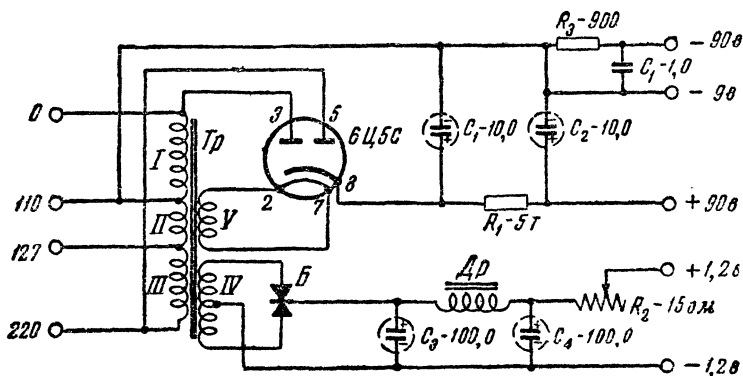 R₃-900
- 90в
C₁-1,0
- 9в
3
5
6Ц5С
0
Тр
I
C₁-10,0
C₂-10,0
8
2
7
110
II
V
R₁-5т
+ 90в
127
III
IV
Б
Др
+1,2в
R₂-15ом
220
C₃-100,0
C₄-100,0
-1,2в